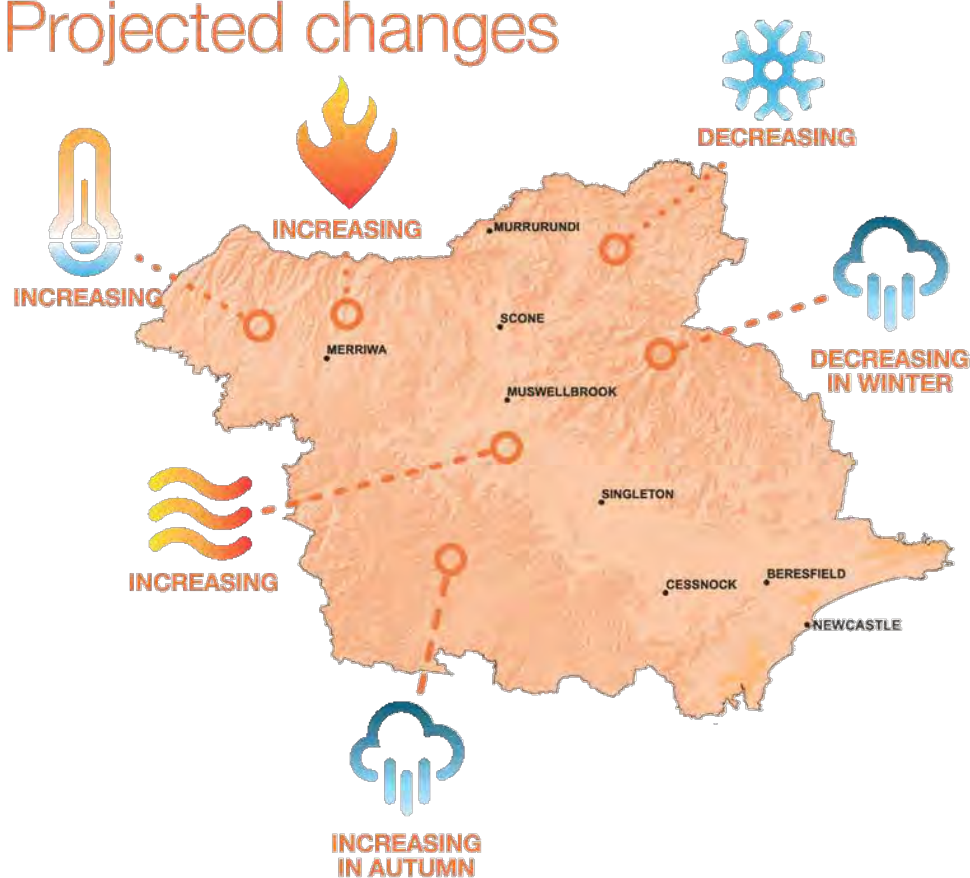 Projected changes
DECREASING
INCREASING
MURRURUNDI
INCREASING
SCONE
MERRIWA
DECREASING
IN WINTER
MUSWELLBROOK
SINGLETON
INCREASING
BERESFIELD
CESSNOCK
NEWCASTLE
INCREASING
IN AUTUMN